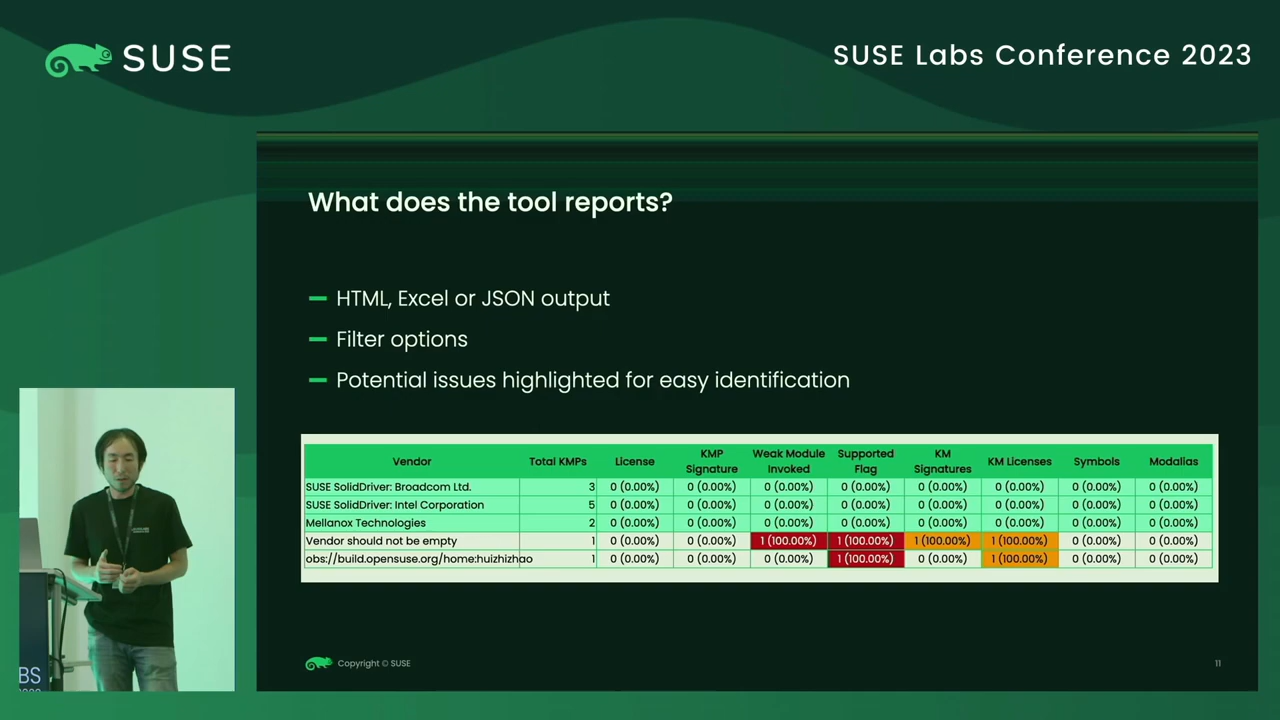 SUSE
SUSE Labs Conference 2023
What does the tool reports?
HTML, Excel or JSON output
Filter options
Potential issues highlighted for easy identification
Vendor Total KMPs License KMP Signature Weak Module Invoked Supported Flag KM Signatures KM Licenses Symbols Modalias
SUSE SolidDriver: Broadcom Ltd. 3 0 (0.00%) 0 (0.00%) 0 (0.00%) 0 (0.00%) 0 (0.00%) 0 (0.00%) 0 (0.00%) 0 (0.00%)
SUSE SolidDriver: Intel Corporation 5 0 (0.00%) 0 (0.00%) 0 (0.00%) 0 (0.00%) 0 (0.00%) 0 (0.00%) 0 (0.00%) 0 (0.00%)
Mellanox Technologies 2 0 (0.00%) 0 (0.00%) 0 (0.00%) 0 (0.00%) 0 (0.00%) 0 (0.00%) 0 (0.00%) 0 (0.00%)
Vendor should not be empty 1 0 (0.00%) 0 (0.00%) 1 (100.00%) 1 (100.00%) 1 (100.00%) 1 (100.00%) 0 (0.00%) 0 (0.00%)
obs://build.opensuse.org/home:huizhizhao 1 0 (0.00%) 0 (0.00%) 0 (0.00%) 1 (100.00%) 0 (0.00%) 1 (100.00%) 0 (0.00%) 0 (0.00%)
BS
Copyright © SUSE
11